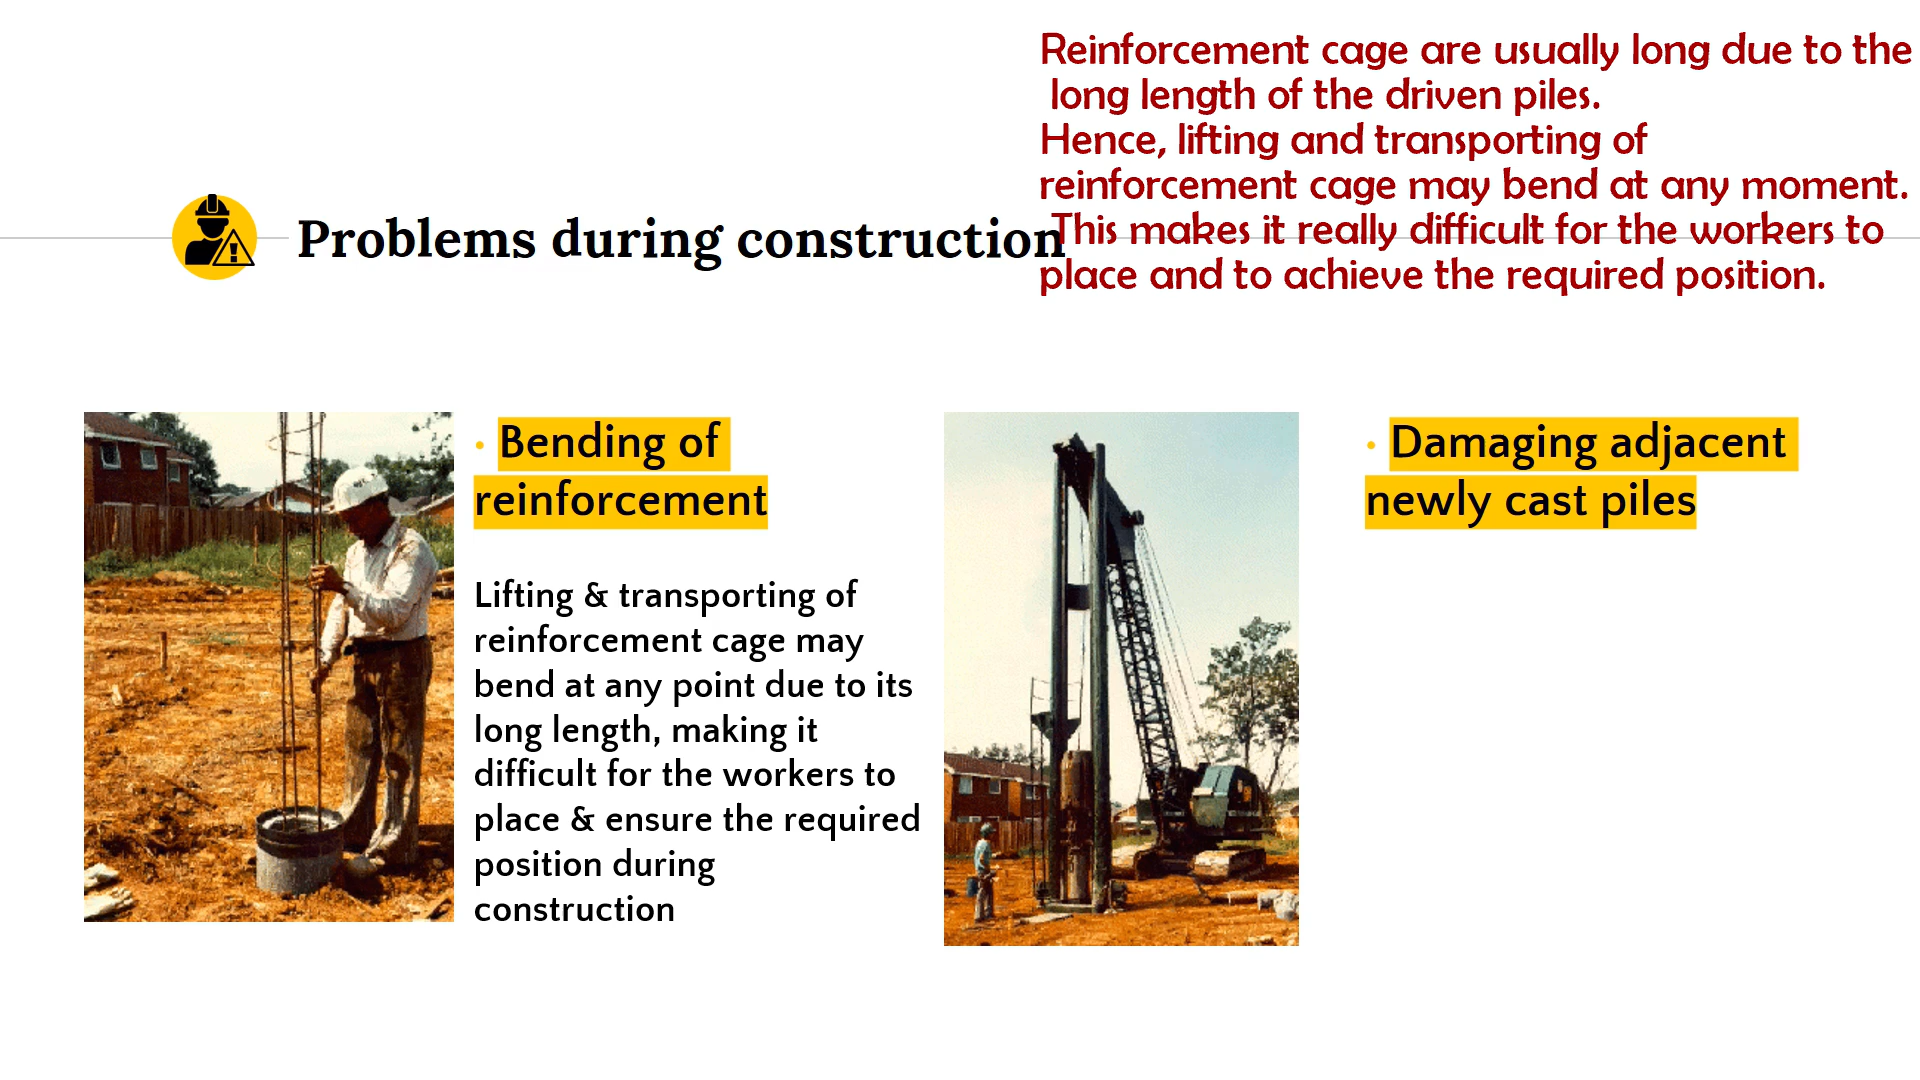 Reinforcement cage are usually long due to the
long length of the driven piles.
Hence, lifting and transporting of
reinforcement cage may bend at any moment.
This makes it really difficult for the workers to
place and to achieve the required position.
Problems during construction
• Bending of
reinforcement
Lifting & transporting of
reinforcement cage may
bend at any point due to its
long length, making it
difficult for the workers to
place & ensure the required
position during
construction
• Damaging adjacent
newly cast piles